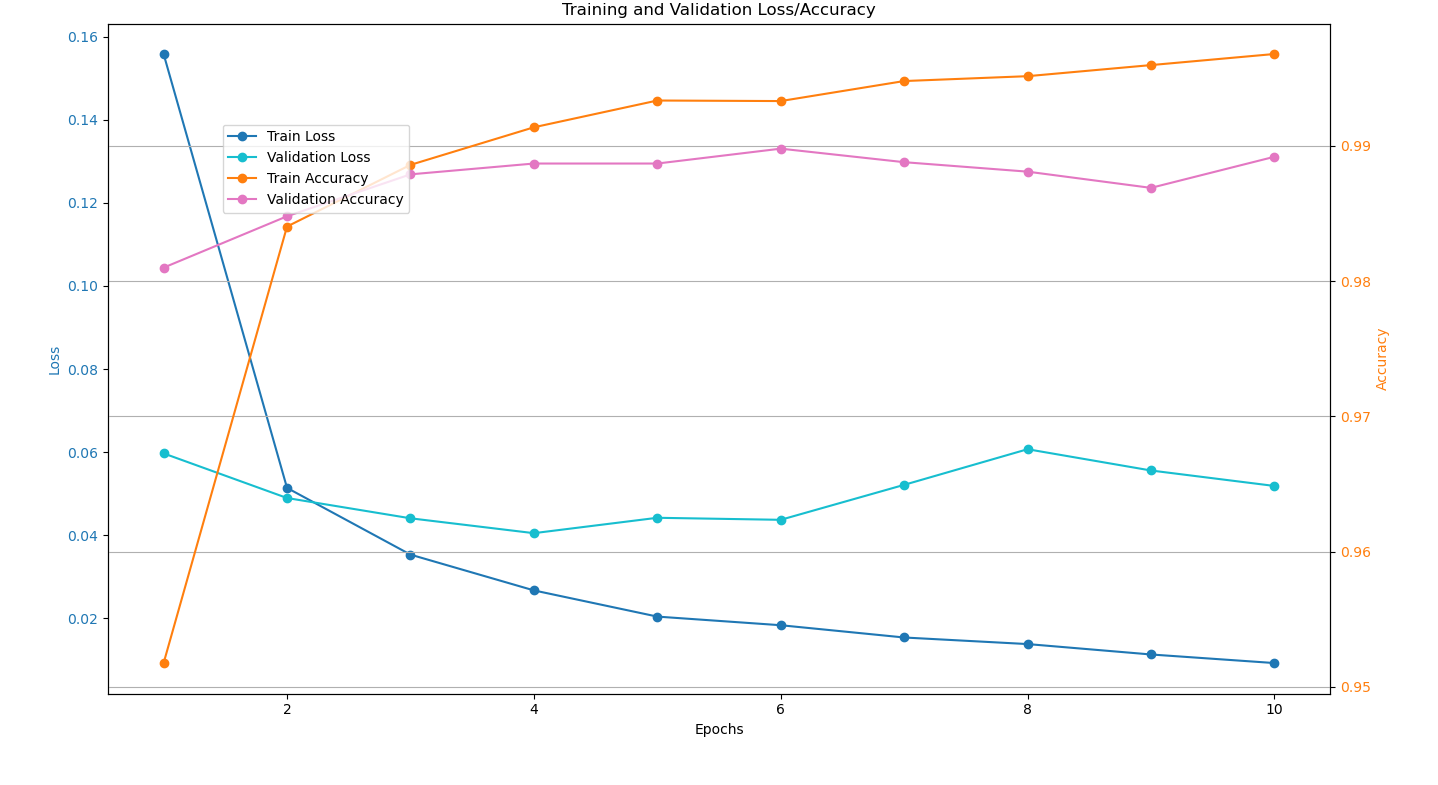 Training and Validation Loss/Accuracy
0.16
0.14
0.12
0.10
0.08
0.06
0.04
0.02
Loss
Train Loss
Validation Loss
Train Accuracy
Validation Accuracy
0.99
0.98
0.97
0.96
0.95
Accuracy
2 4 6 8 10
Epochs